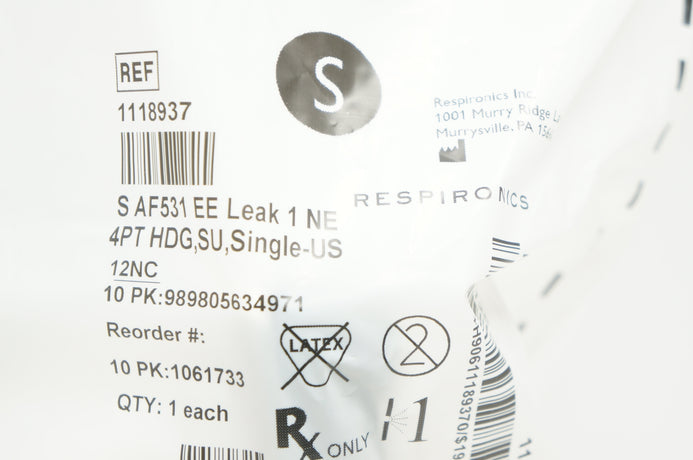 REF
S
1118937
Respironics Inc.
1001 Murry Ridge
Murrysville, PA
RESPIRONICS
S AF531 EE Leak 1 NE
4PT HDG,SU,Single-US
12NC
10 PK:989805634971
Reorder #:
LATEX
2
10 PK:1061733
QTY: 1 each
Rx ONLY
1